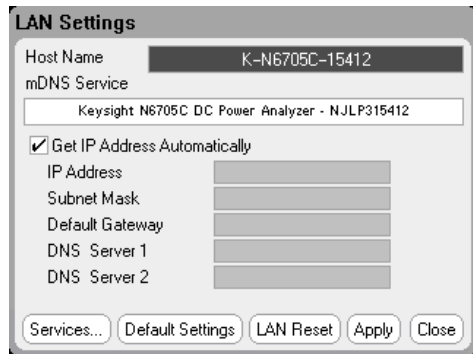 LAN Settings
Host Name K-N6705C-15412
mDNS Service
Keysight N6705C DC Power Analyzer - NJLP315412
Get IP Address Automatically
IP Address
Subnet Mask
Default Gateway
DNS Server 1
DNS Server 2
Services... Default Settings LAN Reset Apply Close